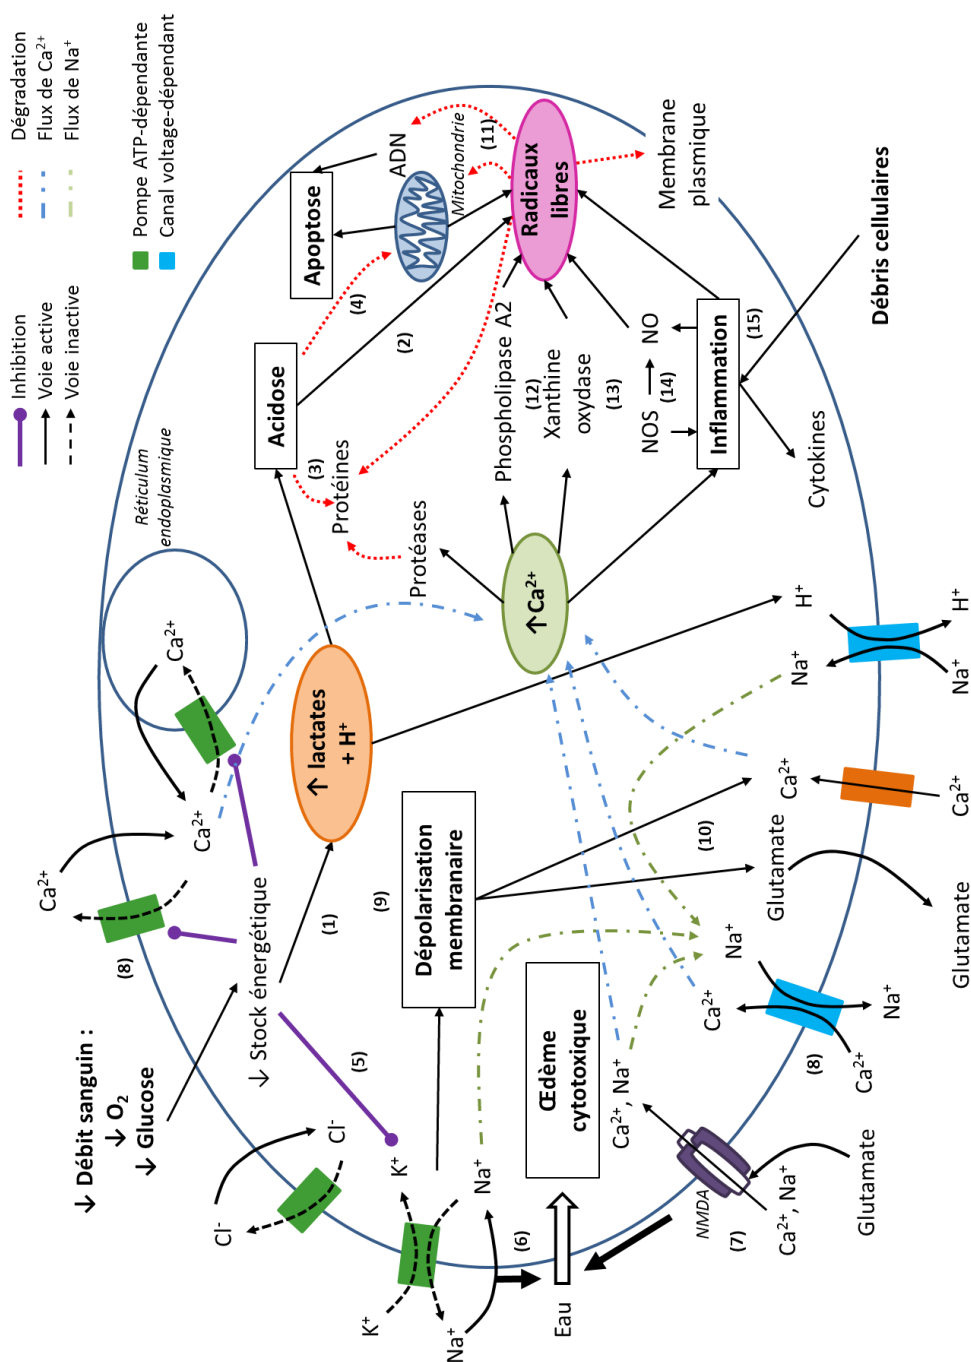 Inhibition
Voie active
Voie inactive
Dégradation
Flux de Ca²⁺
Flux de Na⁺
Pompe ATP-dépendante
Canal voltage-dépendant
↓ Débit sanguin :
↓ O₂
↓ Glucose
Cl⁻
Cl⁻
K⁺
K⁺
Na⁺
Na⁺
(5)
(6)
Eau
↓ Stock énergétique
(8)
Ca²⁺
Ca²⁺
Ca²⁺
Réticulum
endoplasmique
(1)
↑ lactates
+ H⁺
Acidose
(2)
(3)
(4)
Protéines
Protéases
Apoptose
ADN
Mitochondrie
(11)
Radicaux
libres
Membrane
plasmique
Dépolarisation
membranaire
(9)
(10)
Œdème
cytotoxique
↑Ca²⁺
Phospholipase A2
(12)
Xanthine
oxydase
(13)
NOS
(14)
NO
Inflammation
(15)
Cytokines
Débris cellulaires
Ca²⁺, Na⁺
NMDA
(7)
Ca²⁺, Na⁺
Glutamate
Ca²⁺
Na⁺
(8)
Ca²⁺
Na⁺
Glutamate
Glutamate
Ca²⁺
Ca²⁺
Na⁺
H⁺
Na⁺
H⁺